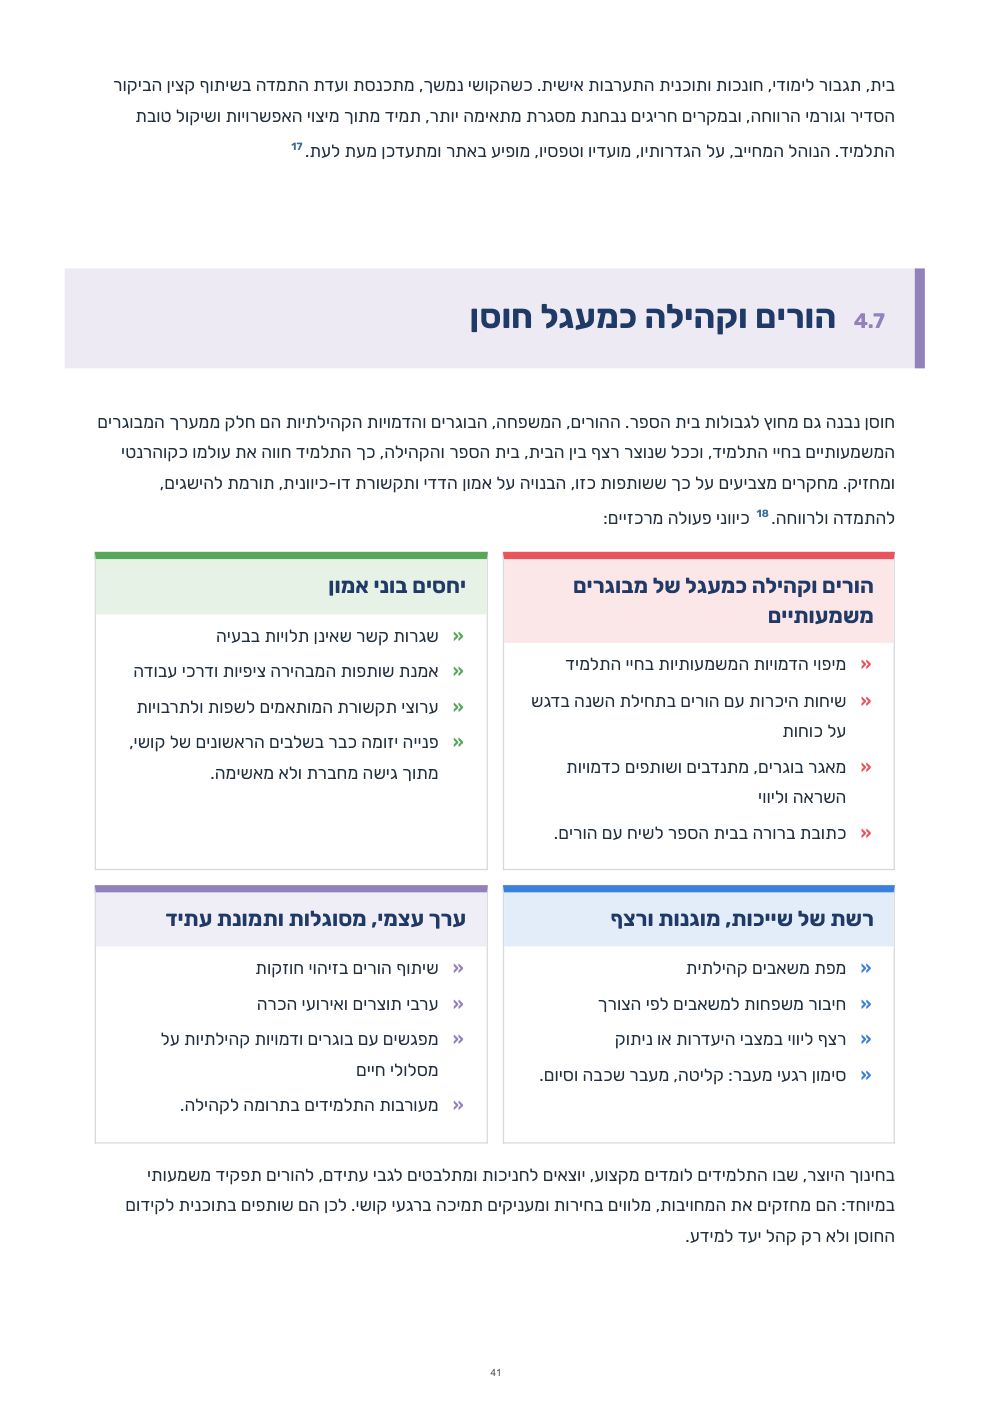 בית, תגבור לימודי, חונכות ותוכנית התערבות אישית. כשהקושי נמשך, מתכנסת ועדת התמדה בשיתוף קצין הביקור
הסדיר וגורמי הרווחה, ובמקרים חריגים נבחנת מסגרת מתאימה יותר, תמיד מתוך מיצוי האפשרויות ושיקול טובת
התלמיד. הנוהל המחייב, על הגדרותיו, מועדיו וטפסיו, מופיע באתר ומתעדכן מעת לעת. 17
4.7 הורים וקהילה כמעגל חוסן
חוסן נבנה גם מחוץ לגבולות בית הספר. ההורים, המשפחה, הבוגרים והדמויות הקהילתיות הם חלק ממערך המבוגרים
המשמעותיים בחיי התלמיד, וככל שנוצר רצף בין הבית, בית הספר והקהילה, כך התלמיד חווה את עולמו כקוהרנטי
ומחזיק. מחקרים מצביעים על כך ששותפות כזו, הבנויה על אמון הדדי ותקשורת דו-כיוונית, תורמת להישגים,
להתמדה ולרווחה. 18 כיווני פעולה מרכזיים:
הורים וקהילה כמעגל של מבוגרים
משמעותיים
» מיפוי הדמויות המשמעותיות בחיי התלמיד
» שיחות היכרות עם הורים בתחילת השנה בדגש
על כוחות
» מאגר בוגרים, מתנדבים ושותפים כדמויות
השראה וליווי
» כתובת ברורה בבית הספר לשיח עם הורים.
יחסים בוני אמון
» שגרות קשר שאינן תלויות בבעיה
» אמנת שותפות המבהירה ציפיות ודרכי עבודה
» ערוצי תקשורת המותאמים לשפות ולתרבויות
» פנייה יזומה כבר בשלבים הראשונים של קושי,
מתוך גישה מחברת ולא מאשימה.
רשת של שייכות, מוגנות ורצף
» מפת משאבים קהילתית
» חיבור משפחות למשאבים לפי הצורך
» רצף ליווי במצבי היעדרות או ניתוק
» סימון רגעי מעבר: קליטה, מעבר שכבה וסיום.
ערך עצמי, מסוגלות ותמונת עתיד
» שיתוף הורים בזיהוי חוזקות
» ערבי תוצרים ואירועי הכרה
» מפגשים עם בוגרים ודמויות קהילתיות על
מסלולי חיים
» מעורבות התלמידים בתרומה לקהילה.
בחינוך היוצר, שבו התלמידים לומדים מקצוע, יוצאים לחניכות ומתלבטים לגבי עתידם, להורים תפקיד משמעותי
במיוחד: הם מחזקים את המחויבות, מלווים בחירות ומעניקים תמיכה ברגעי קושי. לכן הם שותפים בתוכנית לקידום
החוסן ולא רק קהל יעד למידע.
41